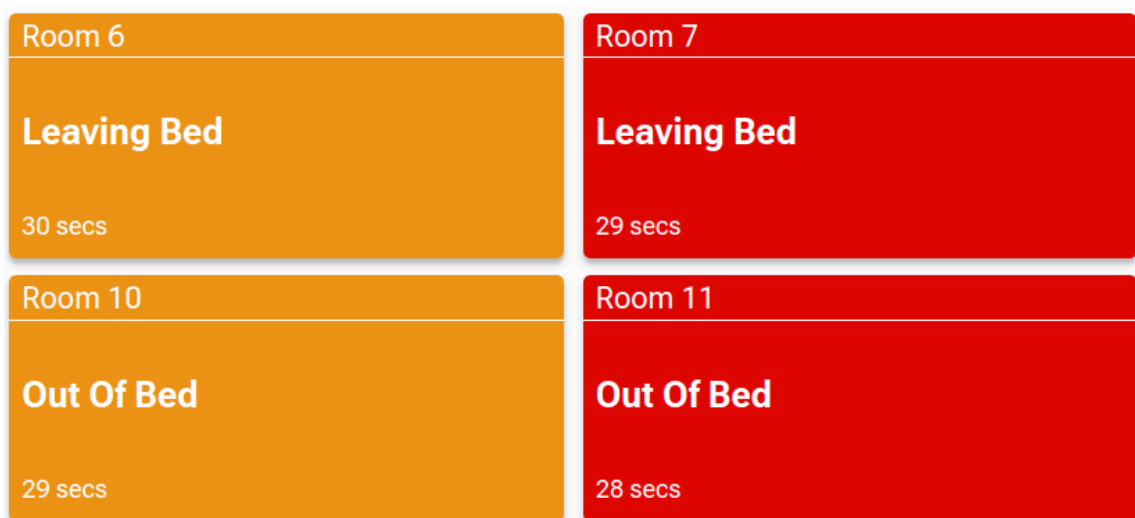 Room 6
Leaving Bed
30 secs
Room 7
Leaving Bed
29 secs
Room 10
Out Of Bed
29 secs
Room 11
Out Of Bed
28 secs